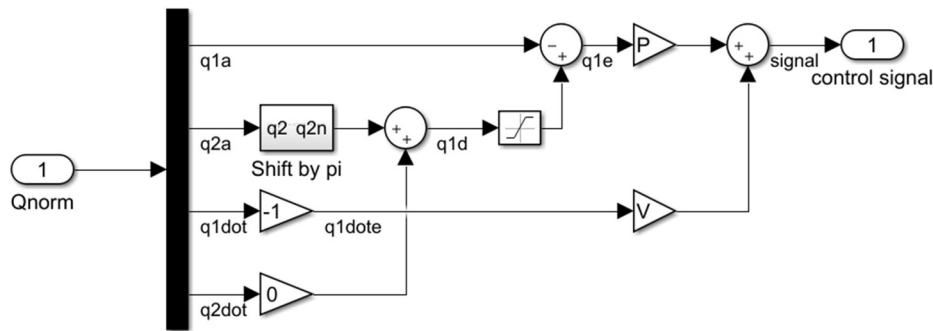 q1a
−
+
q1e
P
+
+
signal
1
control signal
q2a
q2 q2n
Shift by pi
+
+
q1d
1
Qnorm
q1dot
-1
q1dote
V
q2dot
0